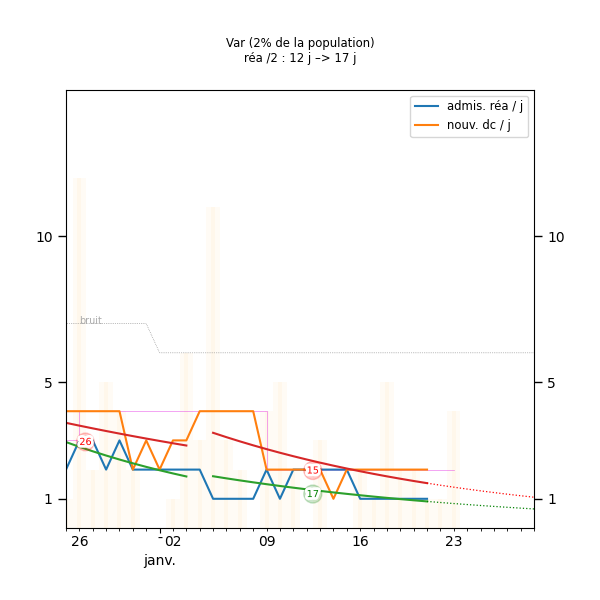 Var (2% de la population)
réa /2 : 12 j –> 17 j
admis. réa / j
nouv. dc / j
10
10
bruit
5
5
26
15
17
1
1
26
02
09
16
23
janv.